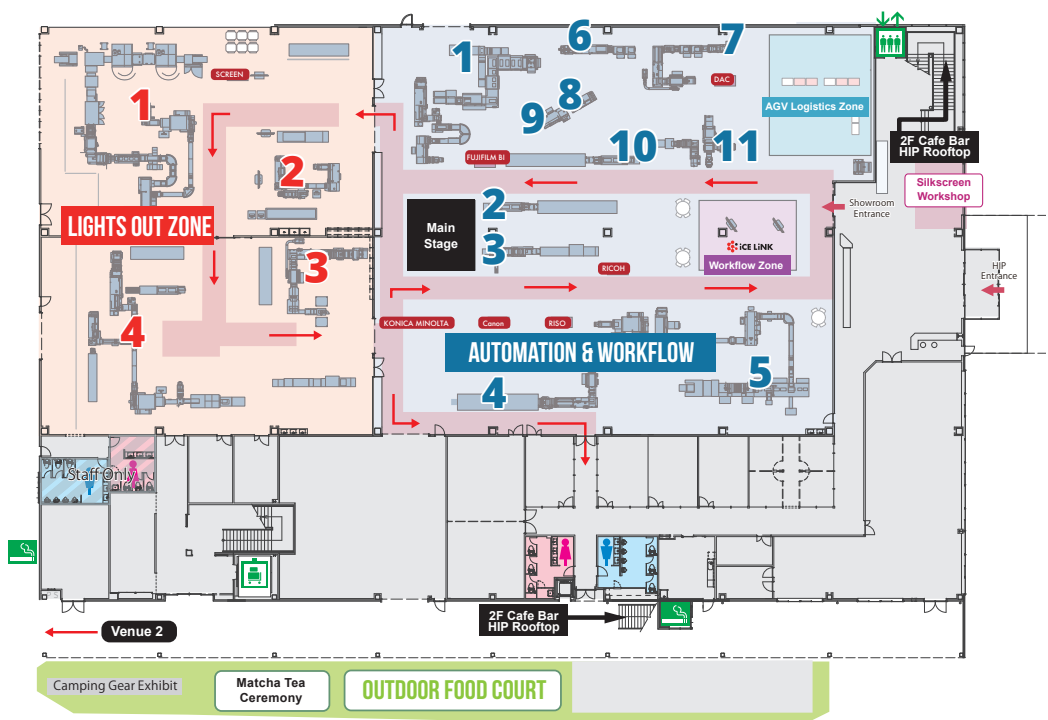 1
6
7
SCREEN
DAC
1
8
AGV Logistics Zone
9
2F Cafe Bar
HIP Rooftop
10
11
FUJIFILM BI
2
Silkscreen
Workshop
2
Showroom
Entrance
LIGHTS OUT ZONE
Main
Stage
3
iCE LiNK
Workflow Zone
3
RICOH
HIP
Entrance
4
KONICA MINOLTA
Canon
RISO
AUTOMATION & WORKFLOW
5
4
Staff Only
2F Cafe Bar
HIP Rooftop
Venue 2
Camping Gear Exhibit
Matcha Tea
Ceremony
OUTDOOR FOOD COURT